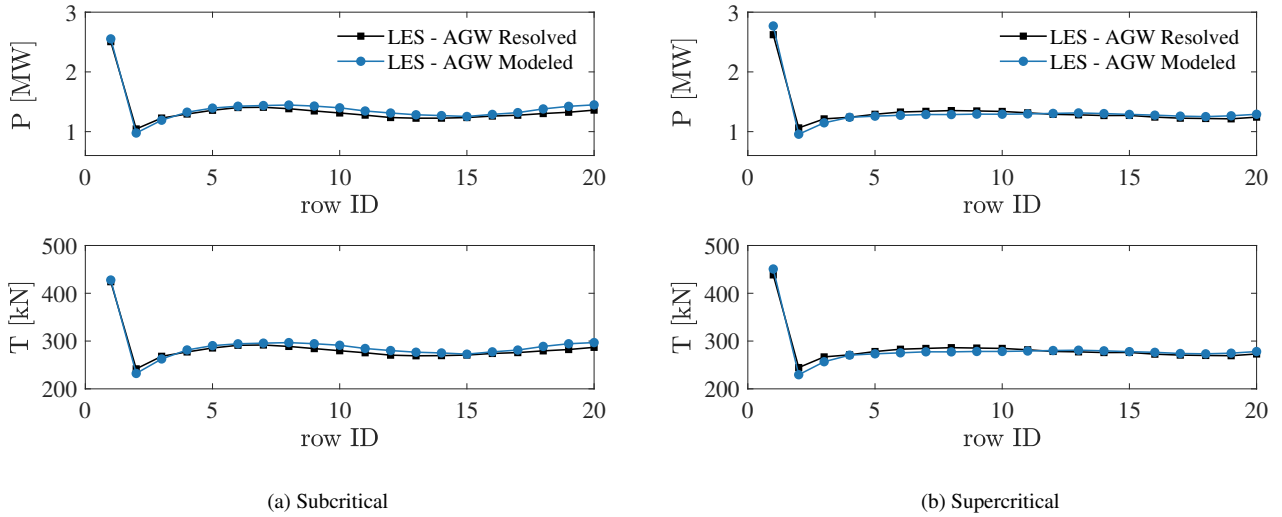 3
2
1
P [MW]
LES - AGW Resolved
LES - AGW Modeled
0 5 10 15 20
row ID
3
2
1
P [MW]
LES - AGW Resolved
LES - AGW Modeled
0 5 10 15 20
row ID
500
400
300
200
T [kN]
0 5 10 15 20
row ID
500
400
300
200
T [kN]
0 5 10 15 20
row ID
(a) Subcritical
(b) Supercritical